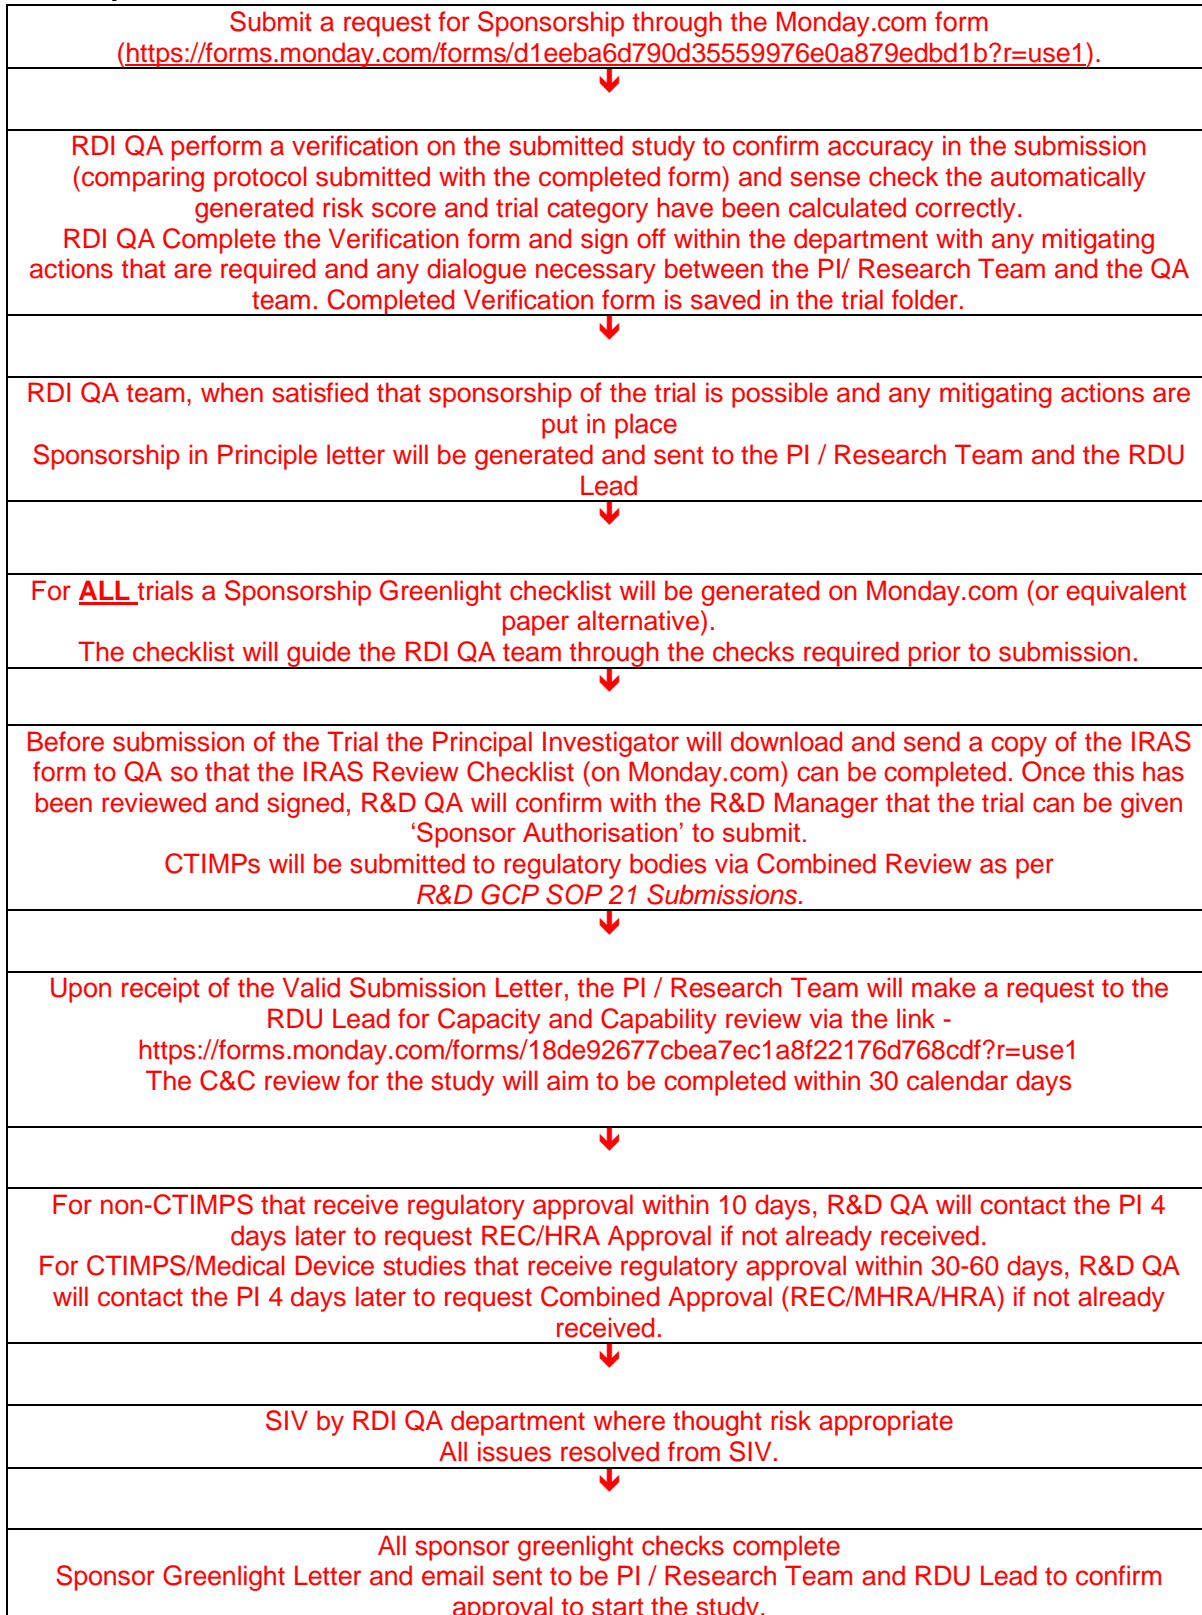 Submit a request for Sponsorship through the Monday.com form
(https://forms.monday.com/forms/d1eeba6d790d35559976e0a879edbd1b?r=use1).
RDI QA perform a verification on the submitted study to confirm accuracy in the submission
(comparing protocol submitted with the completed form) and sense check the automatically
generated risk score and trial category have been calculated correctly.
RDI QA Complete the Verification form and sign off within the department with any mitigating
actions that are required and any dialogue necessary between the PI/ Research Team and the QA
team. Completed Verification form is saved in the trial folder.
RDI QA team, when satisfied that sponsorship of the trial is possible and any mitigating actions are
put in place
Sponsorship in Principle letter will be generated and sent to the PI / Research Team and the RDU
Lead
For ALL trials a Sponsorship Greenlight checklist will be generated on Monday.com (or equivalent
paper alternative).
The checklist will guide the RDI QA team through the checks required prior to submission.
Before submission of the Trial the Principal Investigator will download and send a copy of the IRAS
form to QA so that the IRAS Review Checklist (on Monday.com) can be completed. Once this has
been reviewed and signed, R&D QA will confirm with the R&D Manager that the trial can be given
‘Sponsor Authorisation’ to submit.
CTIMPs will be submitted to regulatory bodies via Combined Review as per
R&D GCP SOP 21 Submissions.
Upon receipt of the Valid Submission Letter, the PI / Research Team will make a request to the
RDU Lead for Capacity and Capability review via the link -
https://forms.monday.com/forms/18de92677cbea7ec1a8f22176d768cdf?r=use1
The C&C review for the study will aim to be completed within 30 calendar days
For non-CTIMPS that receive regulatory approval within 10 days, R&D QA will contact the PI 4
days later to request REC/HRA Approval if not already received.
For CTIMPS/Medical Device studies that receive regulatory approval within 30-60 days, R&D QA
will contact the PI 4 days later to request Combined Approval (REC/MHRA/HRA) if not already
received.
SIV by RDI QA department where thought risk appropriate
All issues resolved from SIV.
All sponsor greenlight checks complete
Sponsor Greenlight Letter and email sent to be PI / Research Team and RDU Lead to confirm
approval to start the study.